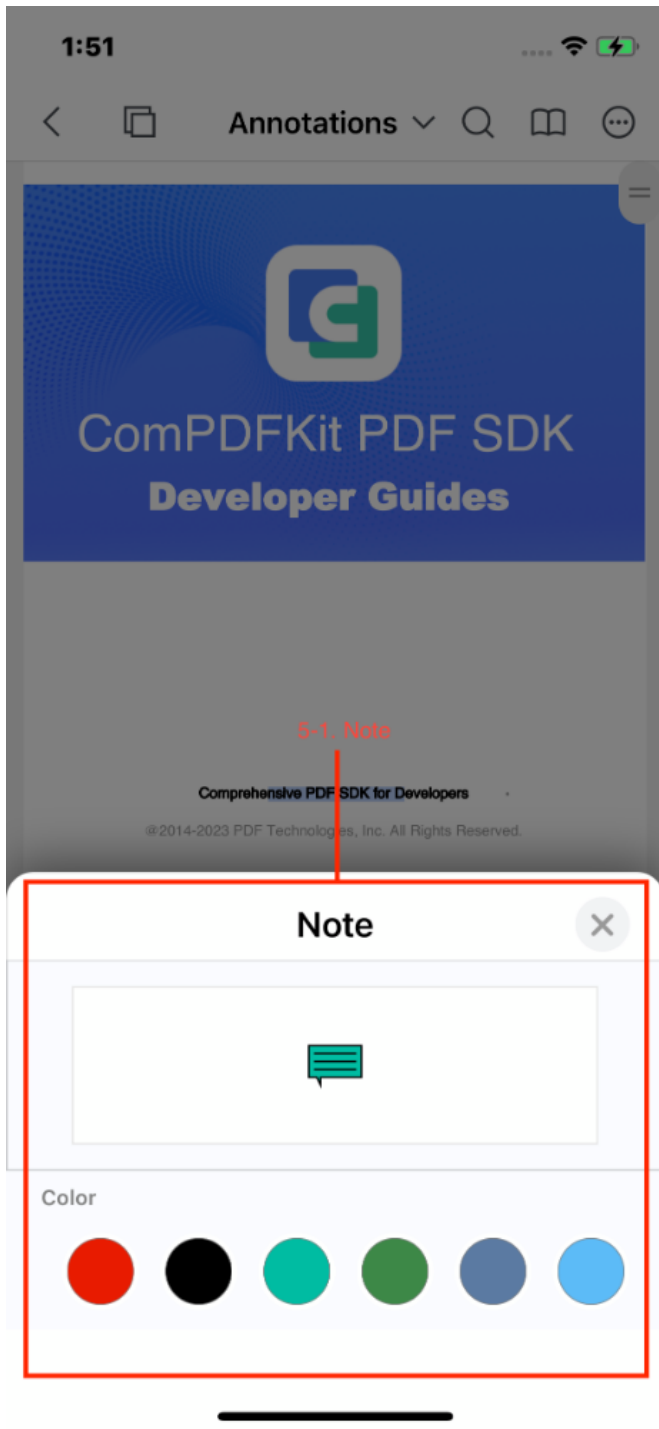 1:51
Annotations
ComPDFKit PDF SDK
Developer Guides
5-1. Note
Comprehensive PDF SDK for Developers
@2014-2023 PDF Technologies, Inc. All Rights Reserved.
Note
Color